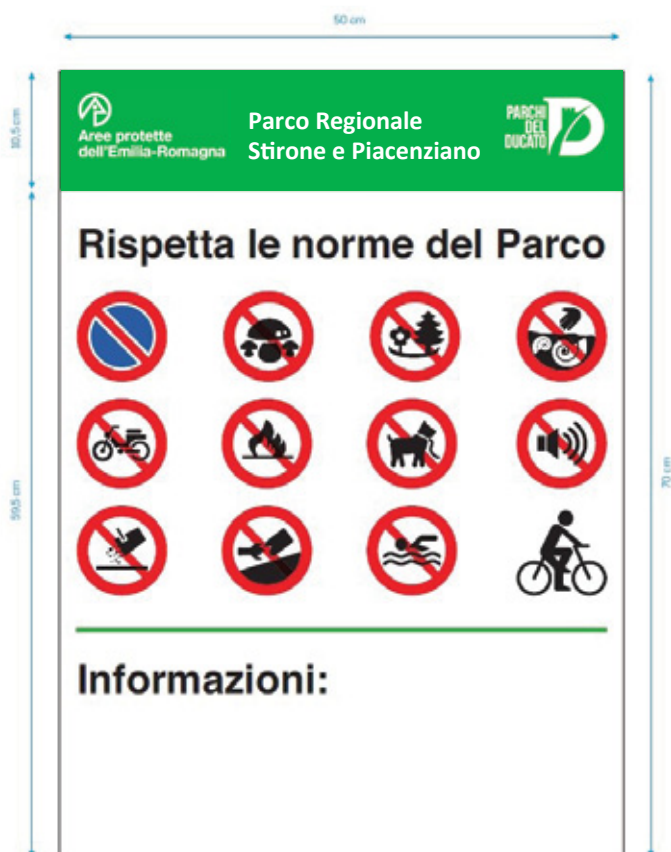 50 cm
10,5 cm
Aree protette
dell'Emilia-Romagna
Parco Regionale
Stirone e Piacenziano
PARCHI
DEL
DUCATO
Rispetta le norme del Parco
59,5 cm
70 cm
Informazioni: